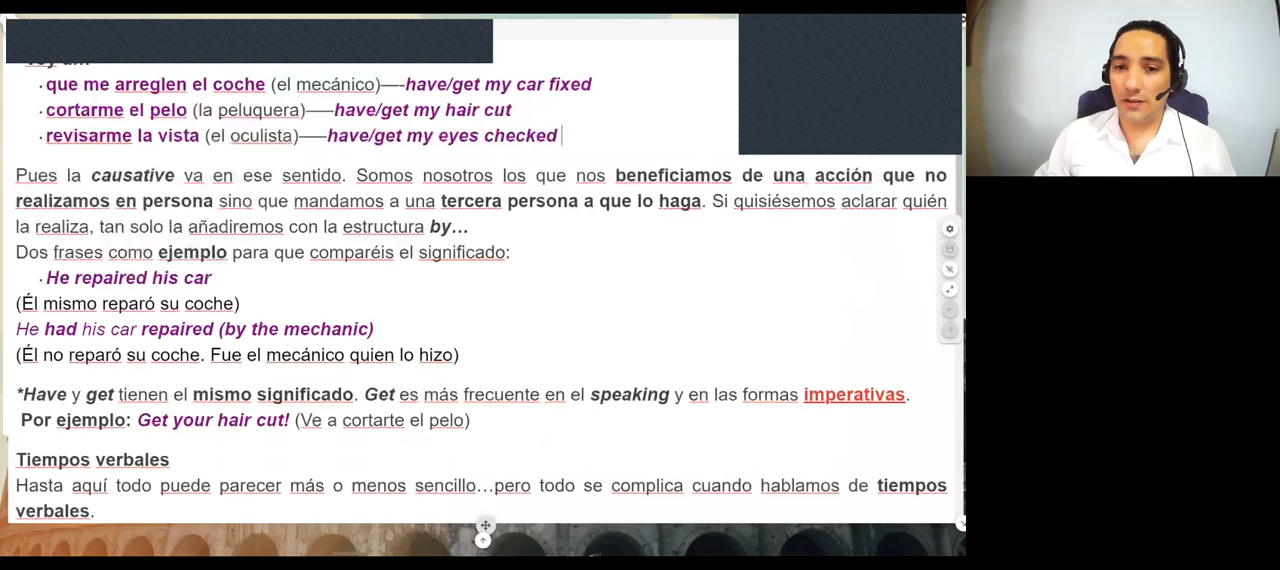 · que me arreglen el coche (el mecánico)—-have/get my car fixed
· cortarme el pelo (la peluquera)—–have/get my hair cut
· revisarme la vista (el oculista)—–have/get my eyes checked
Pues la causative va en ese sentido. Somos nosotros los que nos beneficiamos de una acción que no
realizamos en persona sino que mandamos a una tercera persona a que lo haga. Si quisiésemos aclarar quién
la realiza, tan solo la añadiremos con la estructura by…
Dos frases como ejemplo para que comparéis el significado:
· He repaired his car
(Él mismo reparó su coche)
He had his car repaired (by the mechanic)
(Él no reparó su coche. Fue el mecánico quien lo hizo)
*Have y get tienen el mismo significado. Get es más frecuente en el speaking y en las formas imperativas.
Por ejemplo: Get your hair cut! (Ve a cortarte el pelo)
Tiempos verbales
Hasta aquí todo puede parecer más o menos sencillo…pero todo se complica cuando hablamos de tiempos
verbales.